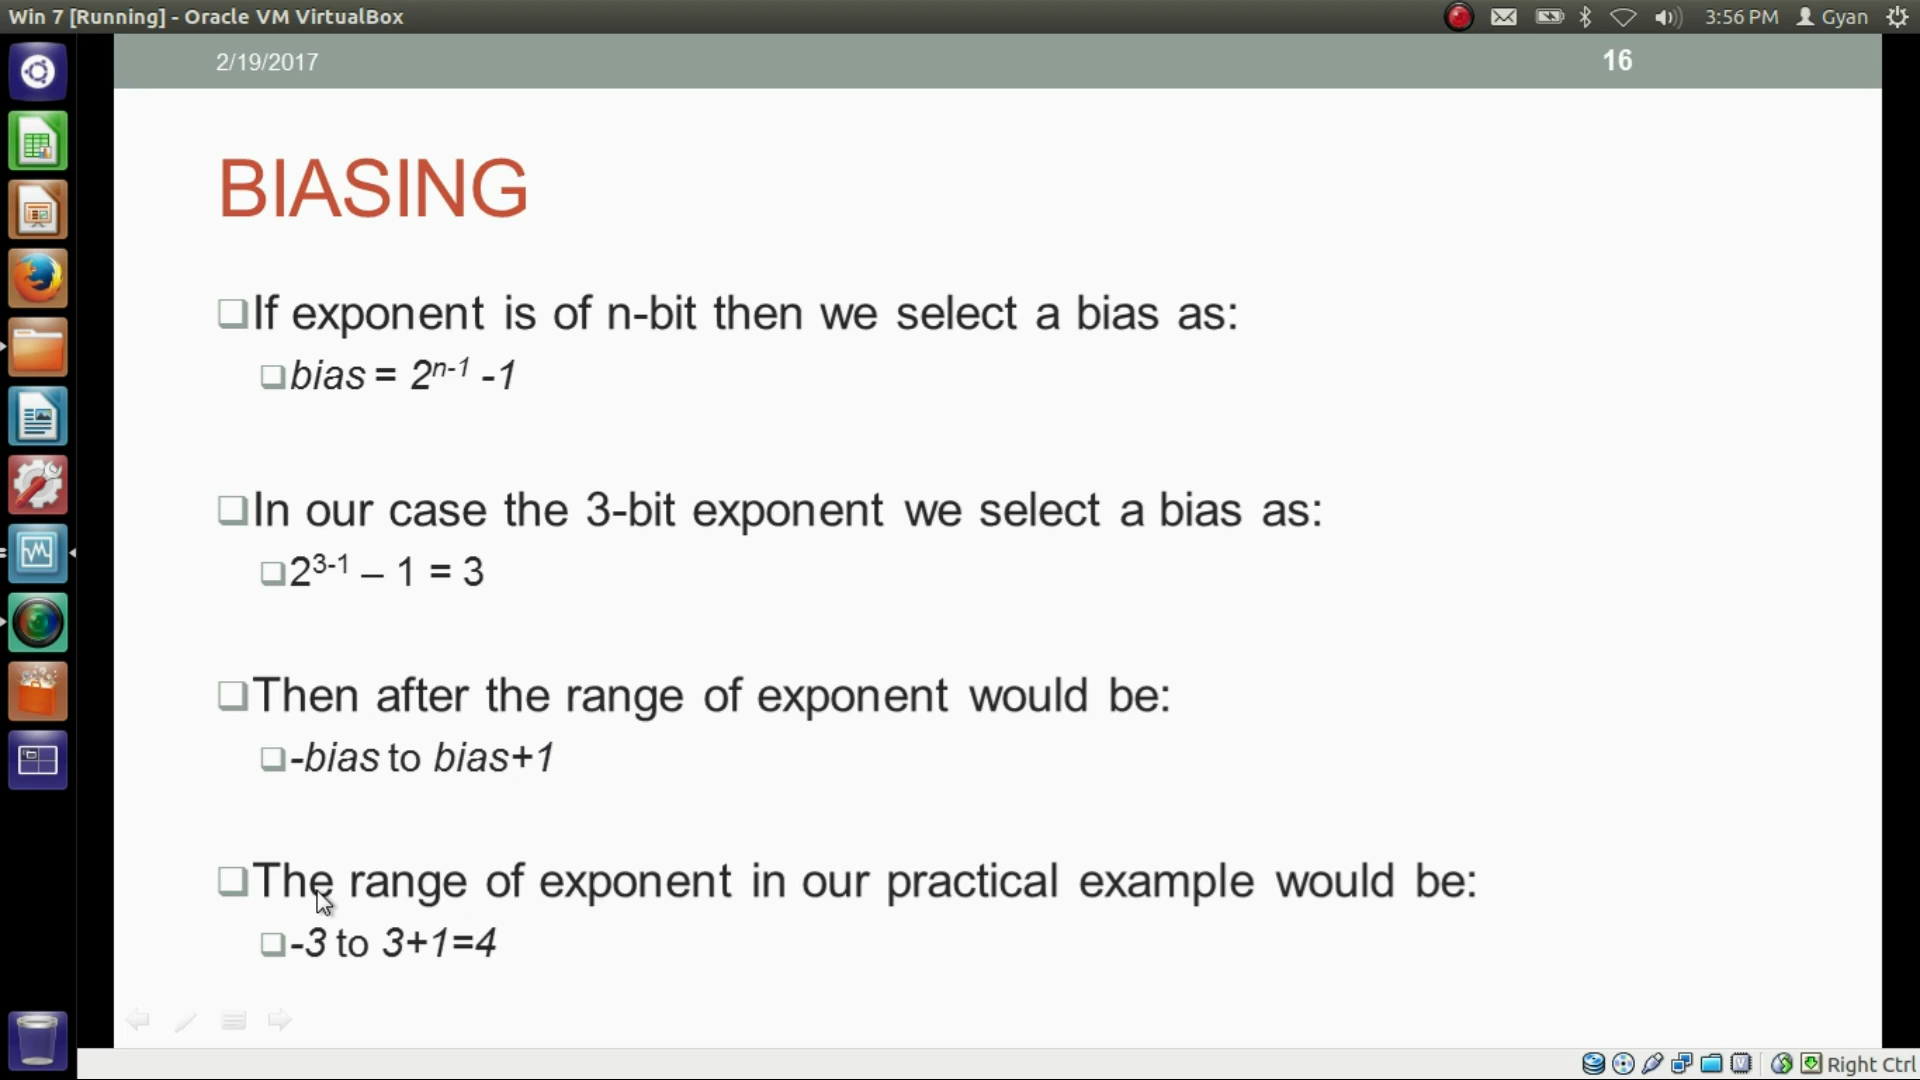 Win 7 [Running] - Oracle VM VirtualBox
3:56 PM Gyan
2/19/2017
16
BIASING
If exponent is of n-bit then we select a bias as:
bias = 2ⁿ⁻¹ -1
In our case the 3-bit exponent we select a bias as:
2³⁻¹ – 1 = 3
Then after the range of exponent would be:
-bias to bias+1
The range of exponent in our practical example would be:
-3 to 3+1=4
Right Ctrl